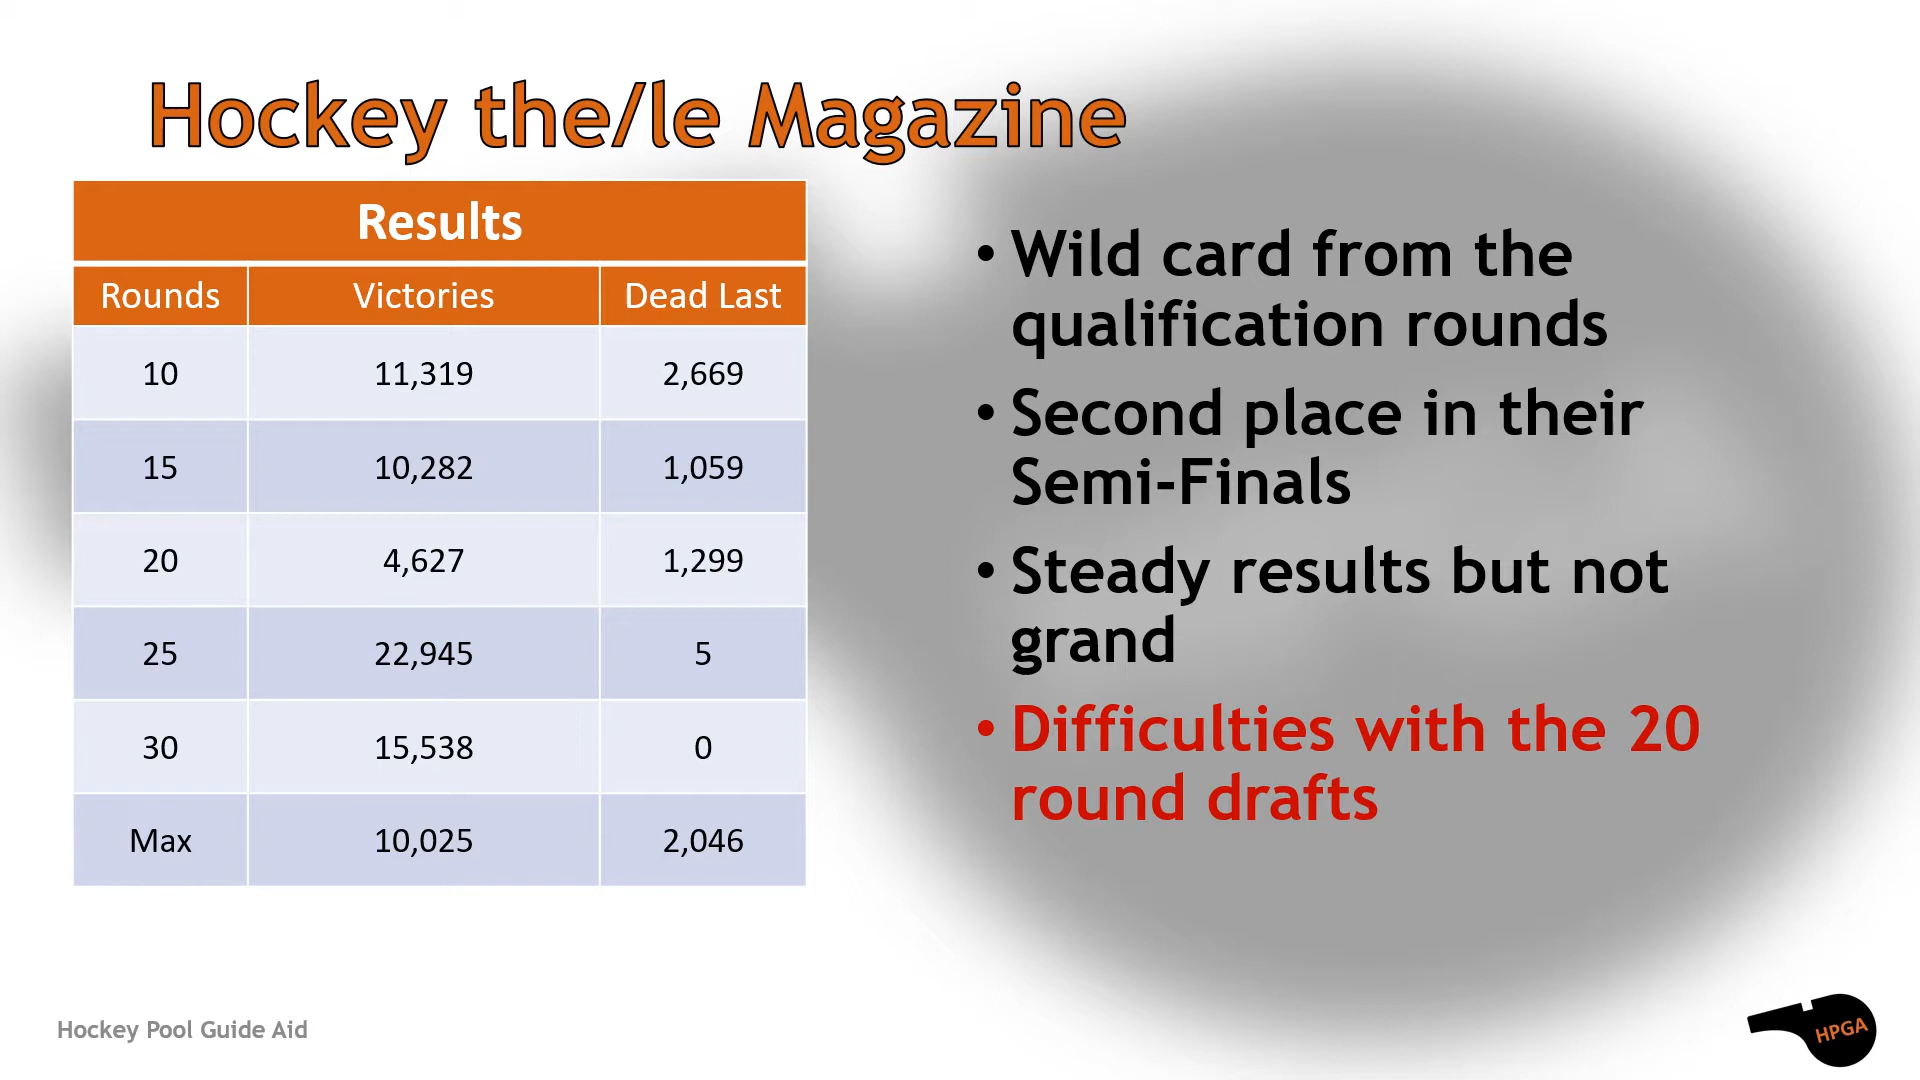 Hockey the/le Magazine
Results
Rounds Victories Dead Last
10 11,319 2,669
15 10,282 1,059
20 4,627 1,299
25 22,945 5
30 15,538 0
Max 10,025 2,046
• Wild card from the
qualification rounds
• Second place in their
Semi-Finals
• Steady results but not
grand
• Difficulties with the 20
round drafts
Hockey Pool Guide Aid
HPGA